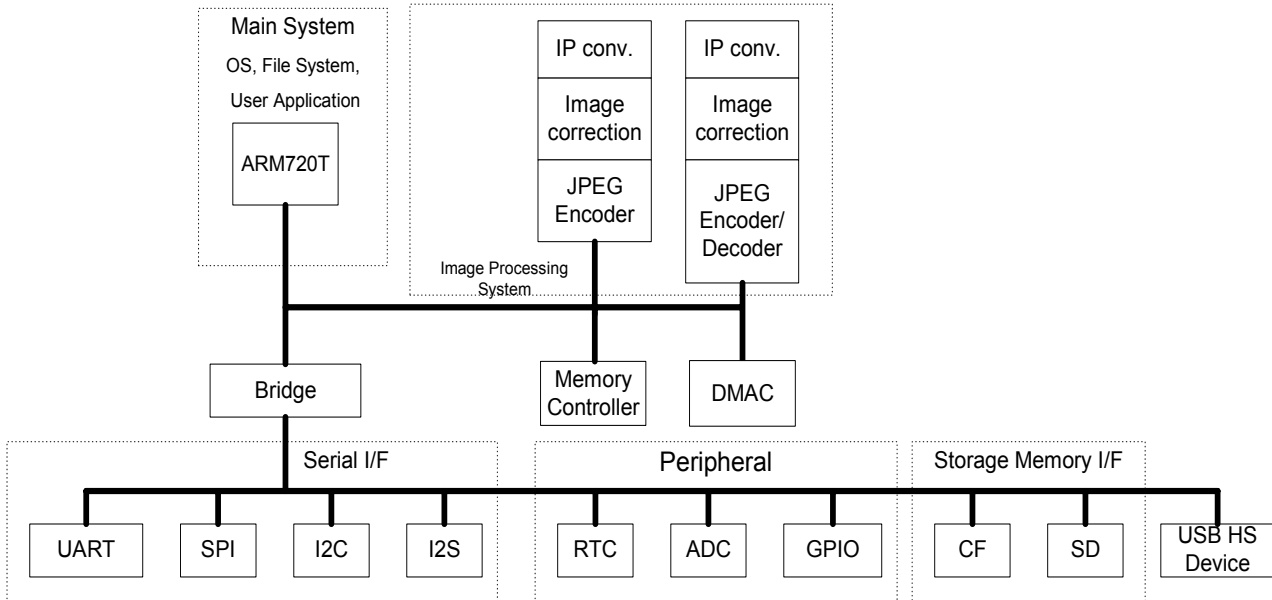 Main System
OS, File System,
User Application
ARM720T
IP conv.
Image
correction
JPEG
Encoder
IP conv.
Image
correction
JPEG
Encoder/
Decoder
Image Processing
System
Bridge
Memory
Controller
DMAC
Serial I/F
UART
SPI
I2C
I2S
Peripheral
RTC
ADC
GPIO
Storage Memory I/F
CF
SD
USB HS
Device